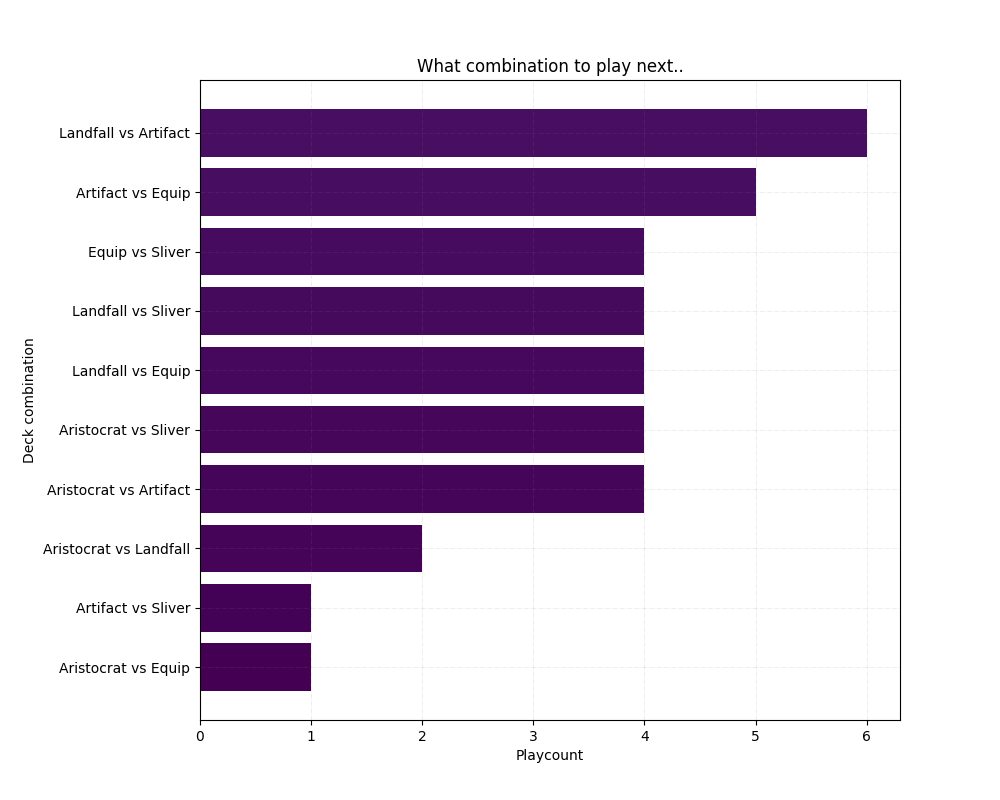 What combination to play next..
Landfall vs Artifact
Artifact vs Equip
Equip vs Sliver
Landfall vs Sliver
Landfall vs Equip
Aristocrat vs Sliver
Aristocrat vs Artifact
Aristocrat vs Landfall
Artifact vs Sliver
Aristocrat vs Equip
Deck combination
0 1 2 3 4 5 6
Playcount